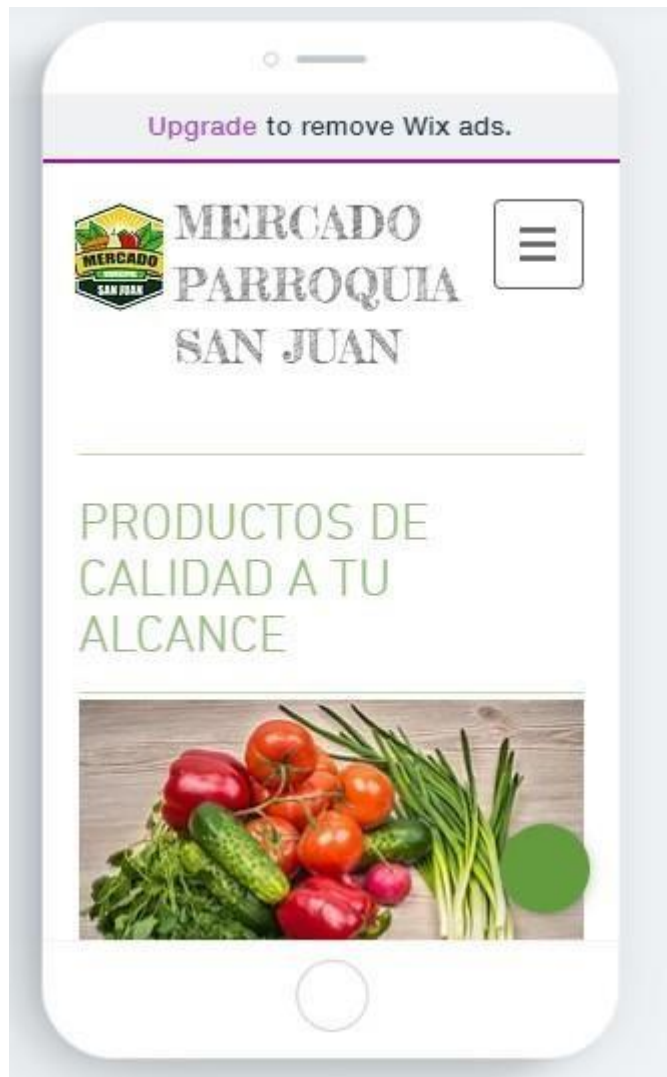 Upgrade to remove Wix ads.
MERCADO
SAN JUAN
MERCADO
PARROQUIA
SAN JUAN
PRODUCTOS DE
CALIDAD A TU
ALCANCE